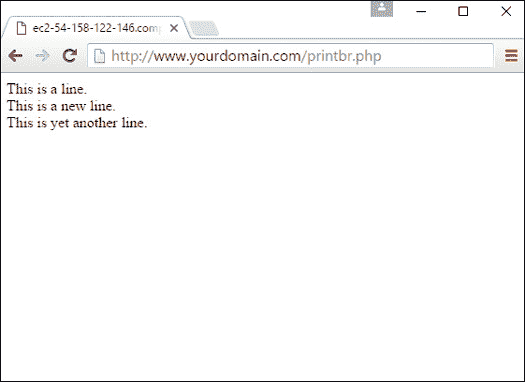 ec2-54-158-122-146.comp
http://www.yourdomain.com/printbr.php
This is a line.
This is a new line.
This is yet another line.